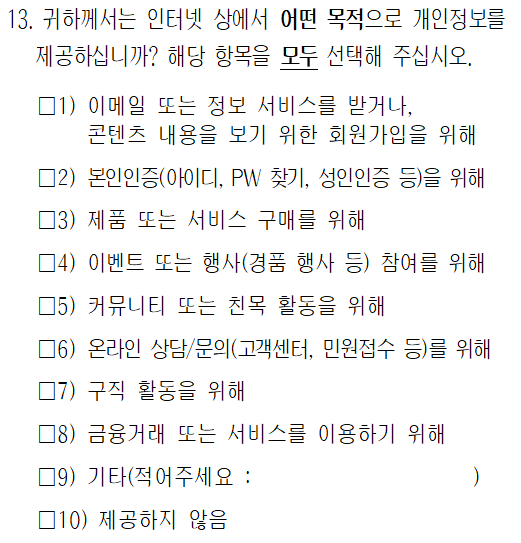 13. 귀하께서는 인터넷 상에서 어떤 목적으로 개인정보를
제공하십니까? 해당 항목을 모두 선택해 주십시오.
□1) 이메일 또는 정보 서비스를 받거나,
콘텐츠 내용을 보기 위한 회원가입을 위해
□2) 본인인증(아이디, PW 찾기, 성인인증 등)을 위해
□3) 제품 또는 서비스 구매를 위해
□4) 이벤트 또는 행사(경품 행사 등) 참여를 위해
□5) 커뮤니티 또는 친목 활동을 위해
□6) 온라인 상담/문의(고객센터, 민원접수 등)를 위해
□7) 구직 활동을 위해
□8) 금융거래 또는 서비스를 이용하기 위해
□9) 기타(적어주세요 : )
□10) 제공하지 않음